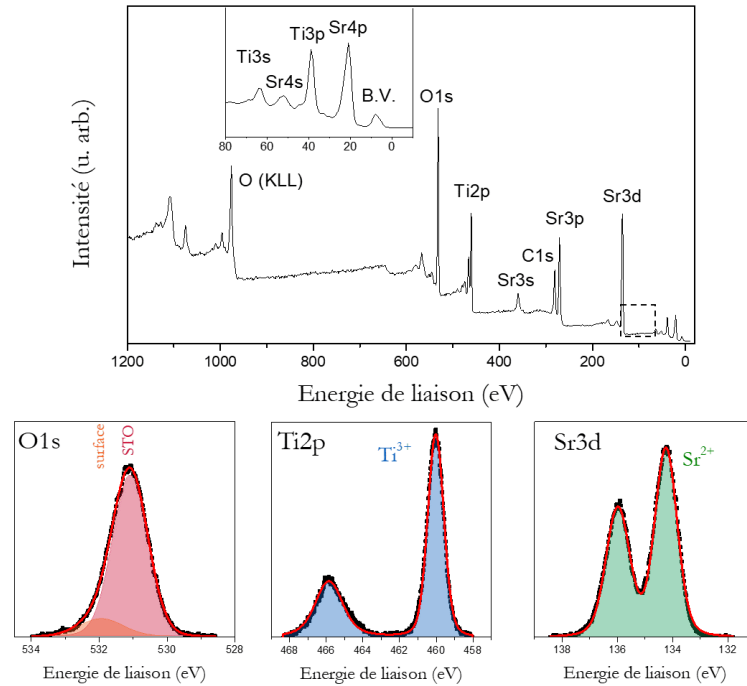 Ti3s
Sr4s
Ti3p
Sr4p
B.V.
80 60 40 20 0
O (KLL)
O1s
Ti2p
Sr3s
C1s
Sr3p
Sr3d
Intensité (u. arb.)
1200 1000 800 600 400 200 0
Energie de liaison (eV)
O1s
surface
STO
534 532 530 528
Energie de liaison (eV)
Ti2p
Ti3+
468 466 464 462 460 458
Energie de liaison (eV)
Sr3d
Sr2+
138 136 134 132
Energie de liaison (eV)